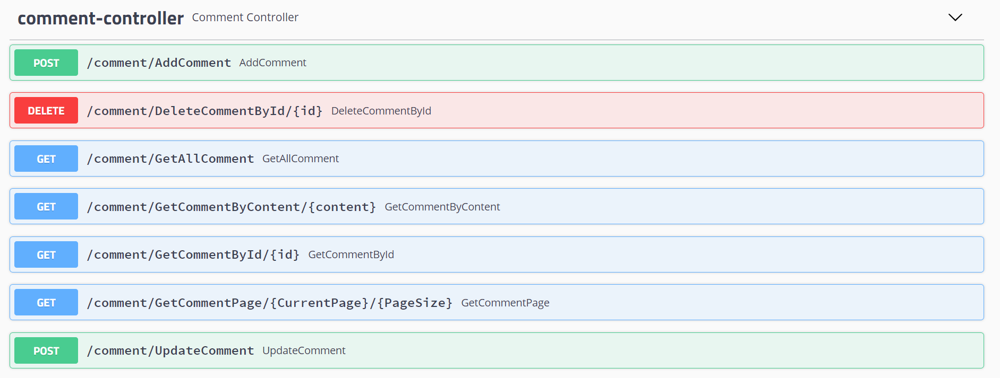 comment-controller Comment Controller
POST /comment/AddComment AddComment
DELETE /comment/DeleteCommentById/{id} DeleteCommentById
GET /comment/GetAllComment GetAllComment
GET /comment/GetCommentByContent/{content} GetCommentByContent
GET /comment/GetCommentById/{id} GetCommentById
GET /comment/GetCommentPage/{CurrentPage}/{PageSize} GetCommentPage
POST /comment/UpdateComment UpdateComment